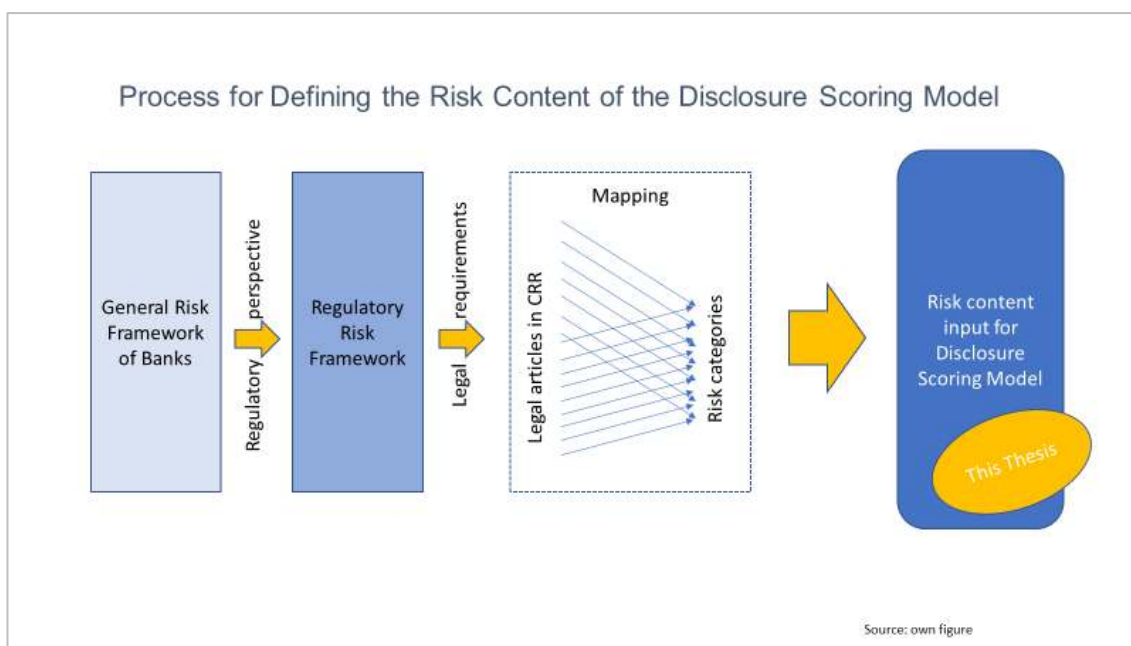 Process for Defining the Risk Content of the Disclosure Scoring Model
General Risk
Framework
of Banks
Regulatory perspective
Regulatory
Risk
Framework
Legal requirements
Mapping
Legal articles in CRR
Risk categories
Risk content
input for
Disclosure
Scoring Model
This Thesis
Source: own figure